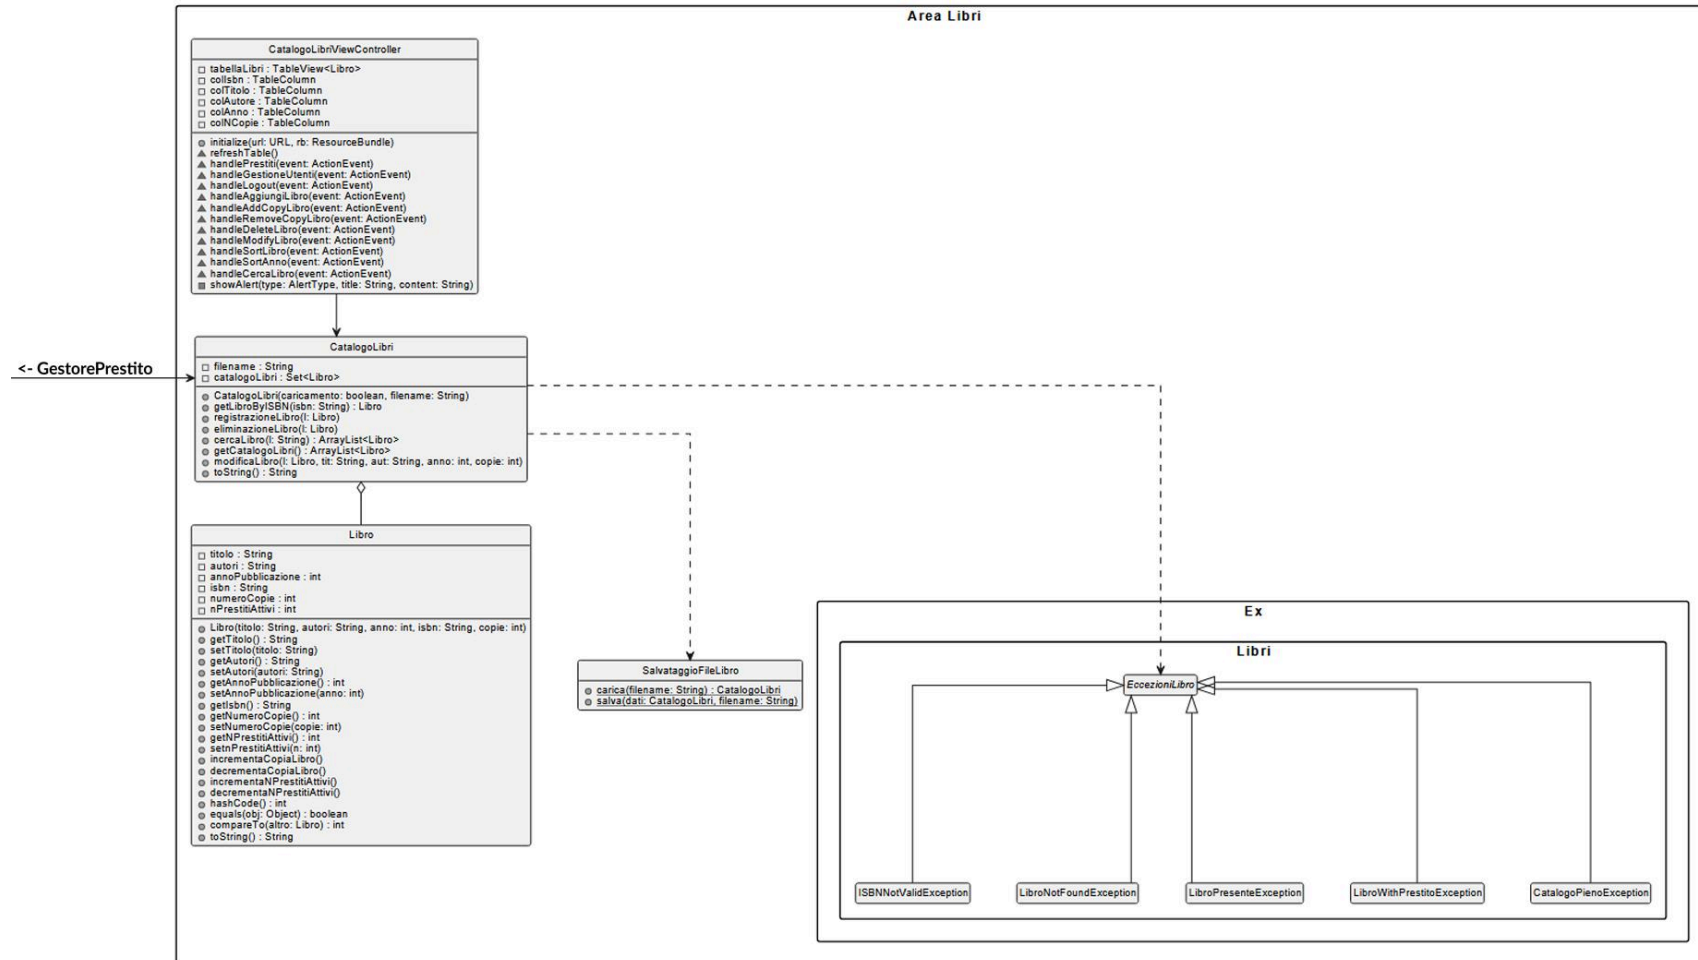 Area Libri
CatalogoLibriViewController
tabellaLibri : TableView<Libro>
colIsbn : TableColumn
colTitolo : TableColumn
colAutore : TableColumn
colAnno : TableColumn
colNCopie : TableColumn
initialize(url: URL, rb: ResourceBundle)
refreshTable()
handlePrestiti(event: ActionEvent)
handleGestioneUtenti(event: ActionEvent)
handleLogout(event: ActionEvent)
handleAggiungiLibro(event: ActionEvent)
handleAddCopyLibro(event: ActionEvent)
handleRemoveCopyLibro(event: ActionEvent)
handleDeleteLibro(event: ActionEvent)
handleModifyLibro(event: ActionEvent)
handleSortLibro(event: ActionEvent)
handleSortAnno(event: ActionEvent)
handleCercaLibro(event: ActionEvent)
showAlert(type: AlertType, title: String, content: String)
<- GestorePrestito
CatalogoLibri
filename : String
catalogoLibri : Set<Libro>
CatalogoLibri(caricamento: boolean, filename: String)
getLibroByISBN(isbn: String) : Libro
registrazioneLibro(l: Libro)
eliminazioneLibro(l: Libro)
cercaLibro(l: String) : ArrayList<Libro>
getCatalogoLibri() : ArrayList<Libro>
modificaLibro(l: Libro, tit: String, aut: String, anno: int, copie: int)
toString() : String
Libro
titolo : String
autori : String
annoPubblicazione : int
isbn : String
numeroCopie : int
nPrestitiAttivi : int
Libro(titolo: String, autori: String, anno: int, isbn: String, copie: int)
getTitolo() : String
setTitolo(titolo: String)
getAutori() : String
setAutori(autori: String)
getAnnoPubblicazione() : int
setAnnoPubblicazione(anno: int)
getIsbn() : String
getNumeroCopie() : int
setNumeroCopie(copie: int)
getNPrestitiAttivi() : int
setnPrestitiAttivi(n: int)
incrementaCopiaLibro()
decrementaCopiaLibro()
incrementaNPrestitiAttivi()
decrementaNPrestitiAttivi()
hashCode() : int
equals(obj: Object) : boolean
compareTo(altro: Libro) : int
toString() : String
SalvataggioFileLibro
carica(filename: String) : CatalogoLibri
salva(dati: CatalogoLibri, filename: String)
Ex
Libri
EccezioniLibro
ISBNNotValidException
LibroNotFoundException
LibroPresenteException
LibroWithPrestitoException
CatalogoPienoException